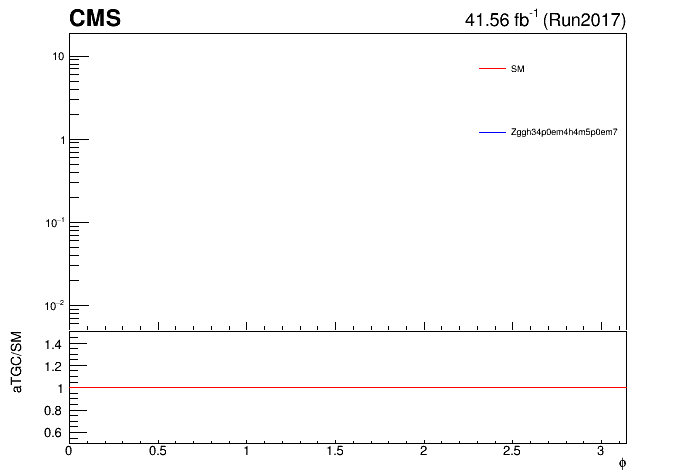 CMS
41.56 fb⁻¹ (Run2017)
10
1
10⁻¹
10⁻²
SM
Zggh34p0em4h4m5p0em7
aTGC/SM
1.4
1.2
1
0.8
0.6
0 0.5 1 1.5 2 2.5 3
ϕ